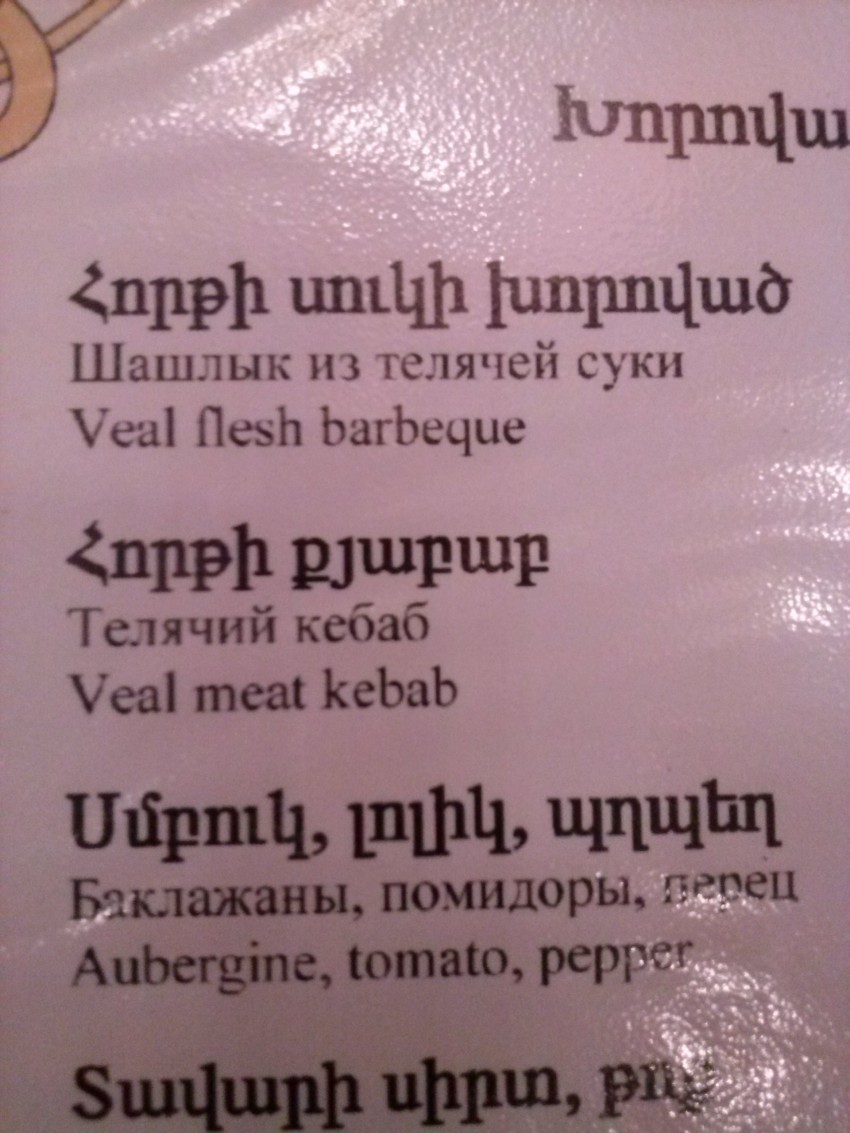 Խորովա
Հորթի սուկի խորոված
Шашлык из телячей суки
Veal flesh barbeque
Հորթի քյաբաբ
Телячий кебаб
Veal meat kebab
Սմբուկ, լոլիկ, պղպեղ
Баклажаны, помидоры, перец
Aubergine, tomato, pepper
Տավարի սիրտ, թոք